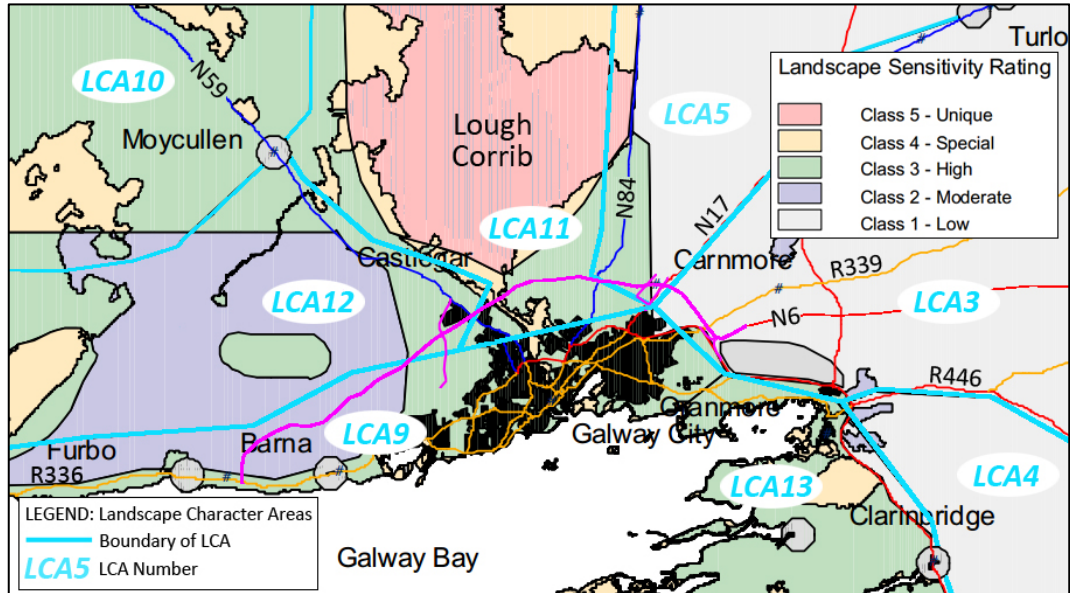 LCA10
N59
Moycullen
Lough
Corrib
LCA5
Turlo
Landscape Sensitivity Rating
Class 5 - Unique
Class 4 - Special
Class 3 - High
Class 2 - Moderate
Class 1 - Low
N84
N17
LCA11
Castlegar
Carnmore
R339
LCA12
LCA3
N6
R446
LCA9
Oranmore
Furbo
Barna
Galway City
R336
LCA13
LCA4
Clarinbridge
LEGEND: Landscape Character Areas
Boundary of LCA
LCA5 LCA Number
Galway Bay